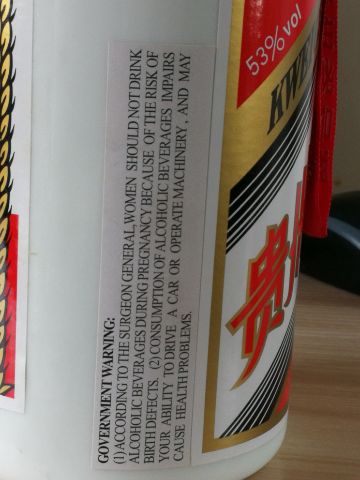 GOVERNMENT WARNING:
(1) ACCORDING TO THE SURGEON GENERAL, WOMEN SHOULD NOT DRINK
ALCOHOLIC BEVERAGES DURING PREGNANCY BECAUSE OF THE RISK OF
BIRTH DEFECTS. (2) CONSUMPTION OF ALCOHOLIC BEVERAGES IMPAIRS
YOUR ABILITY TO DRIVE A CAR OR OPERATE MACHINERY, AND MAY
CAUSE HEALTH PROBLEMS.
53% vol
贵